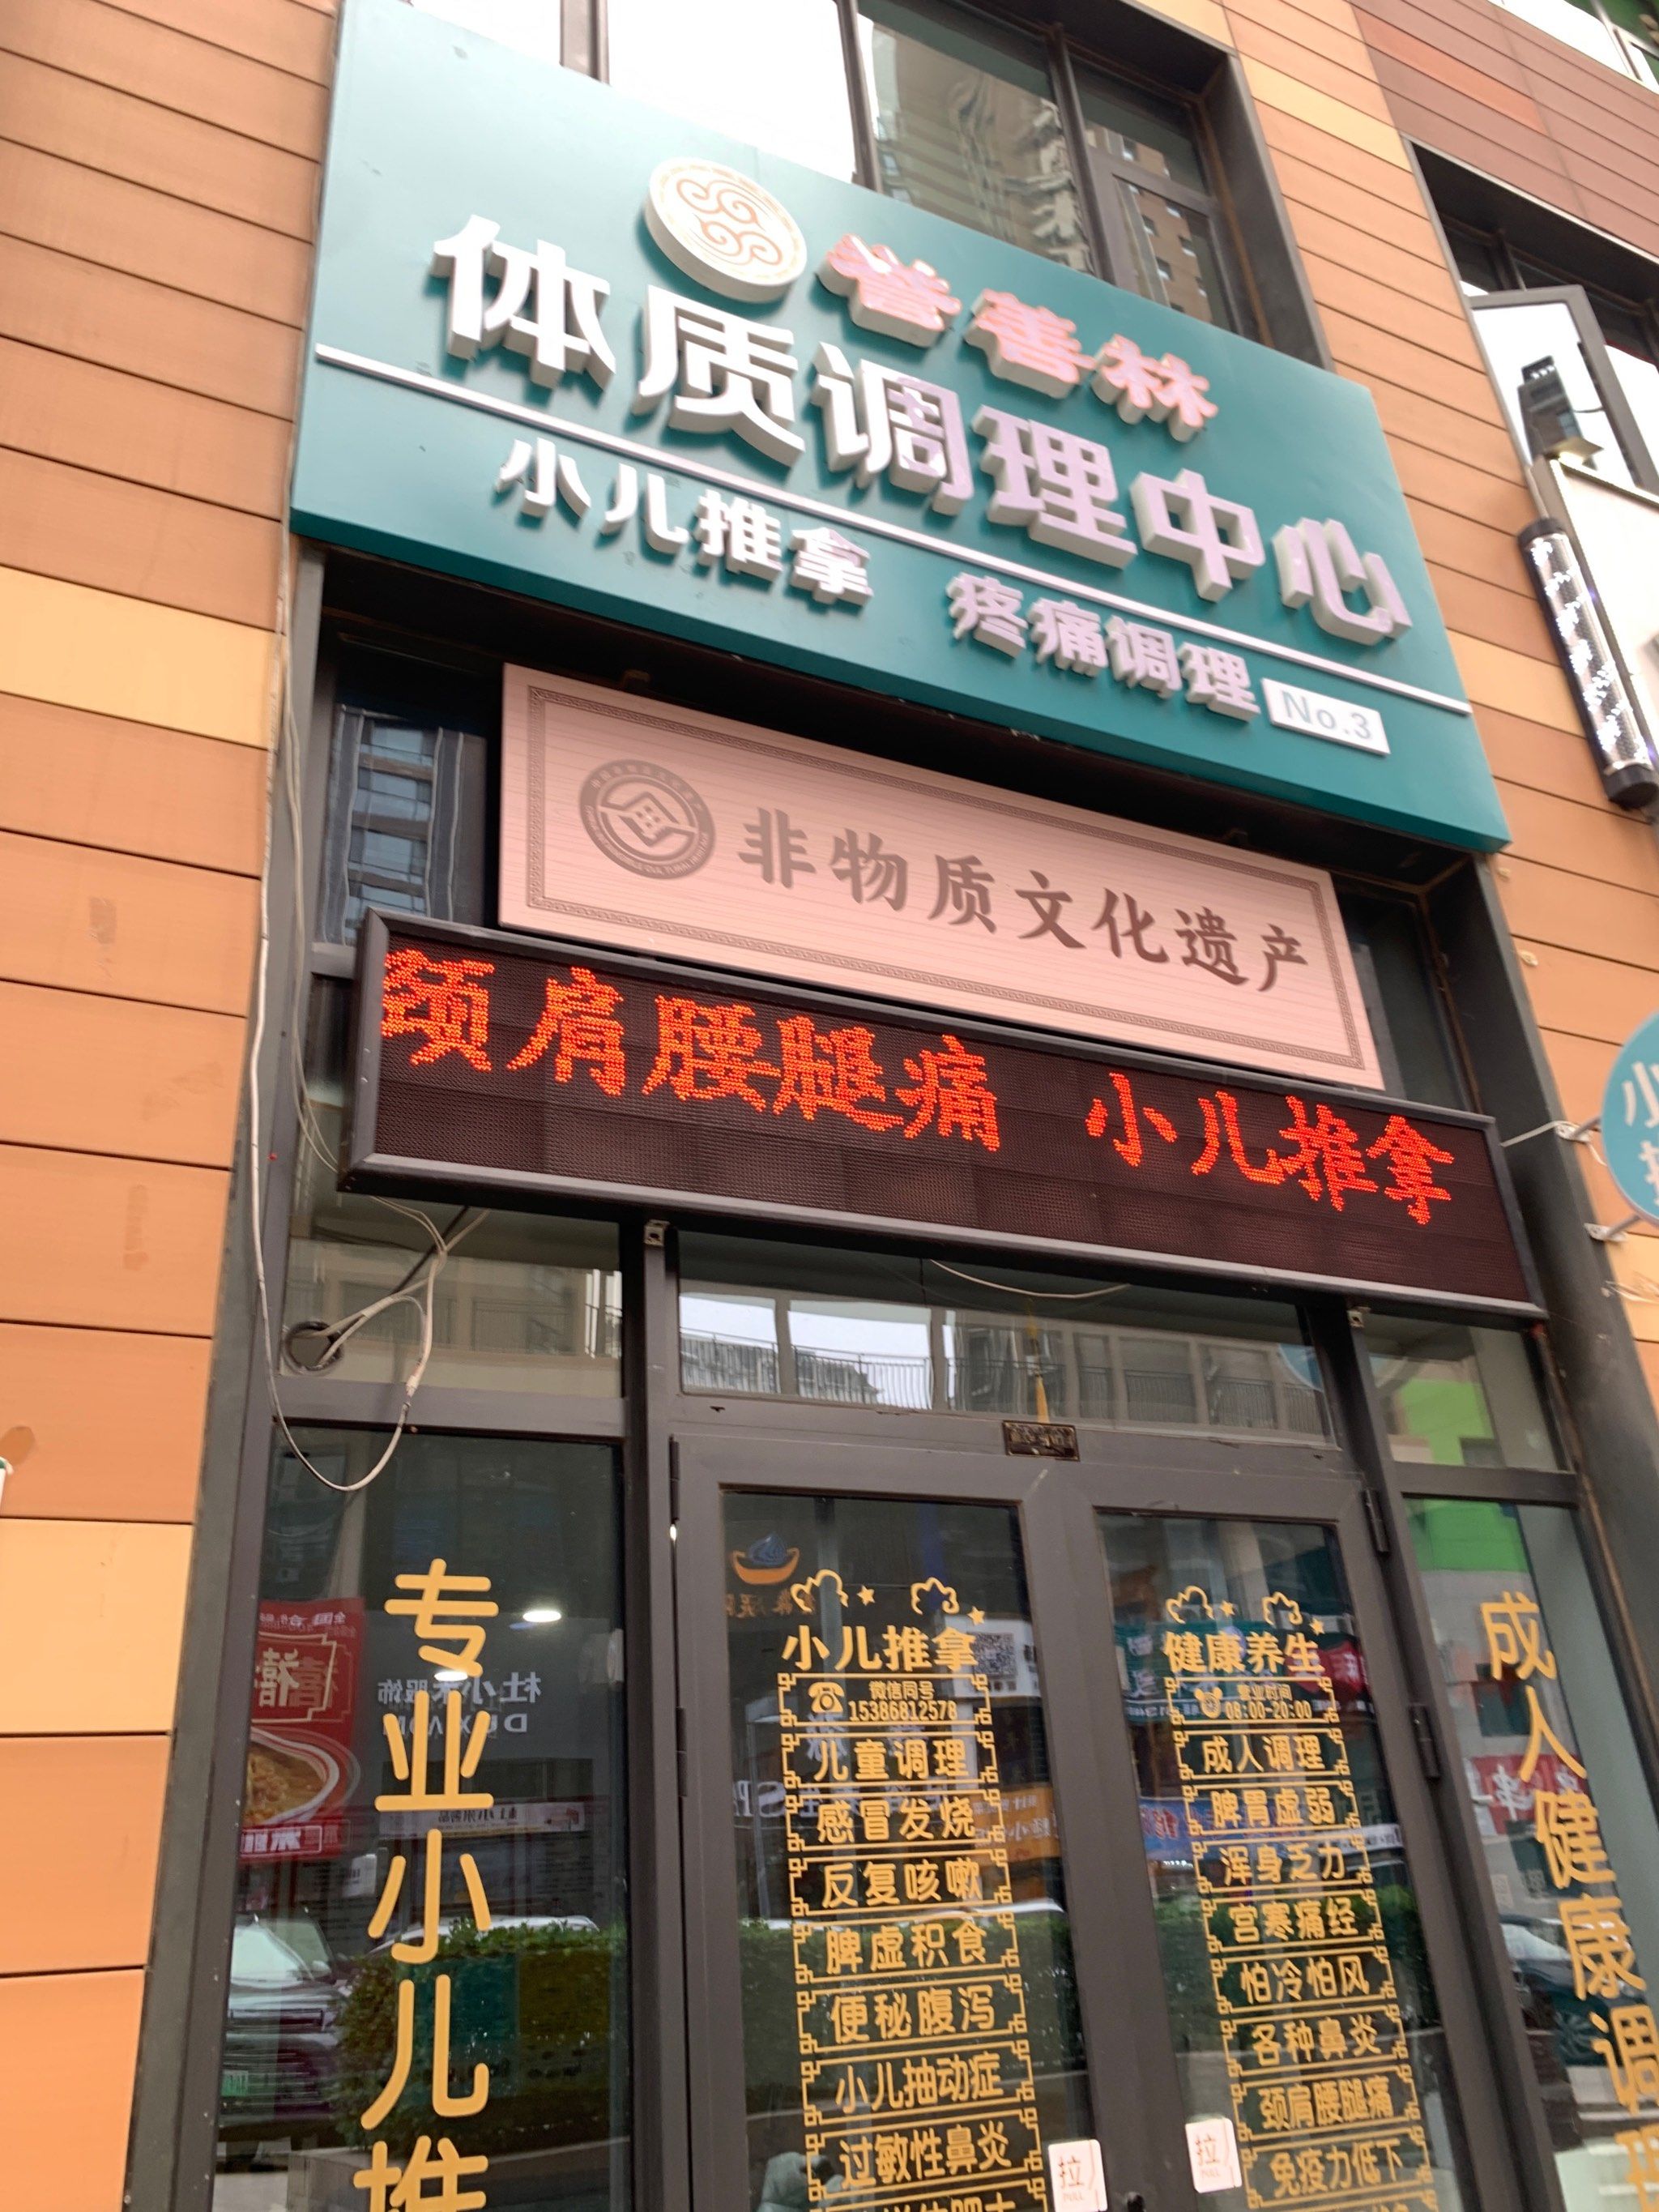 誉善林
体质调理中心
小儿推拿 疼痛调理 No.3
非物质文化遗产
颈肩腰腿痛 小儿推拿
小
专业小儿推
小儿推拿
微信同号
15386812578
儿童调理
感冒发烧
反复咳嗽
脾虚积食
便秘腹泻
小儿抽动症
过敏性鼻炎
拉
PULL
健康养生
营业时间
08:00-20:00
成人调理
脾胃虚弱
浑身乏力
宫寒痛经
怕冷怕风
各种鼻炎
颈肩腰腿痛
免疫力低下
拉
PULL
成人健康调理